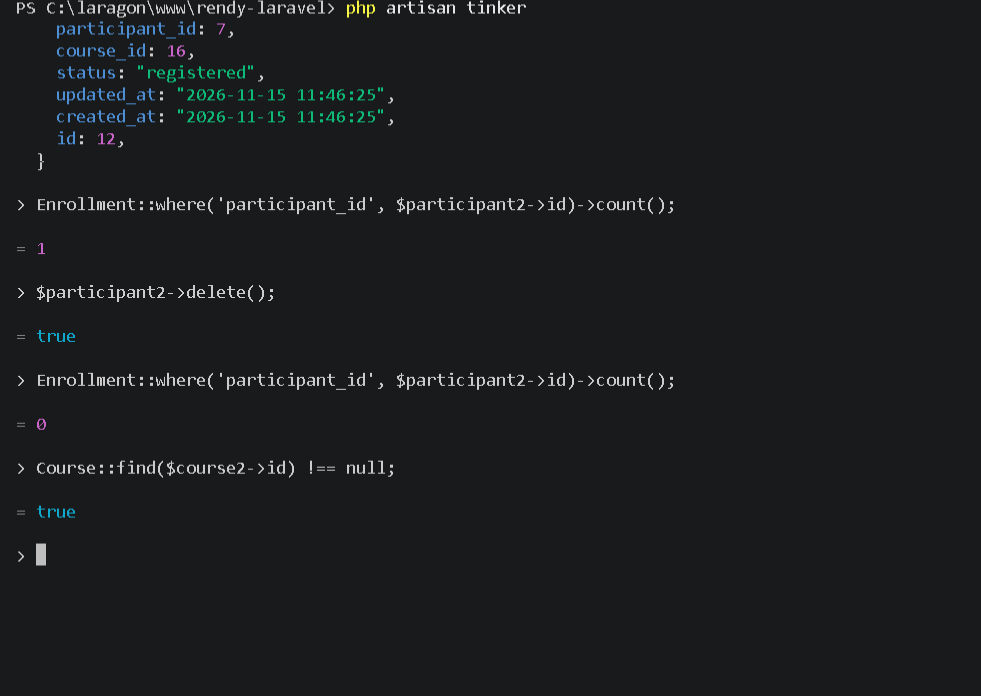 PS C:\laragon\www\rendy-laravel> php artisan tinker
participant_id: 7,
course_id: 16,
status: "registered",
updated_at: "2026-11-15 11:46:25",
created_at: "2026-11-15 11:46:25",
id: 12,
}
> Enrollment::where('participant_id', $participant2->id)->count();
= 1
> $participant2->delete();
= true
> Enrollment::where('participant_id', $participant2->id)->count();
= 0
> Course::find($course2->id) !== null;
= true
>